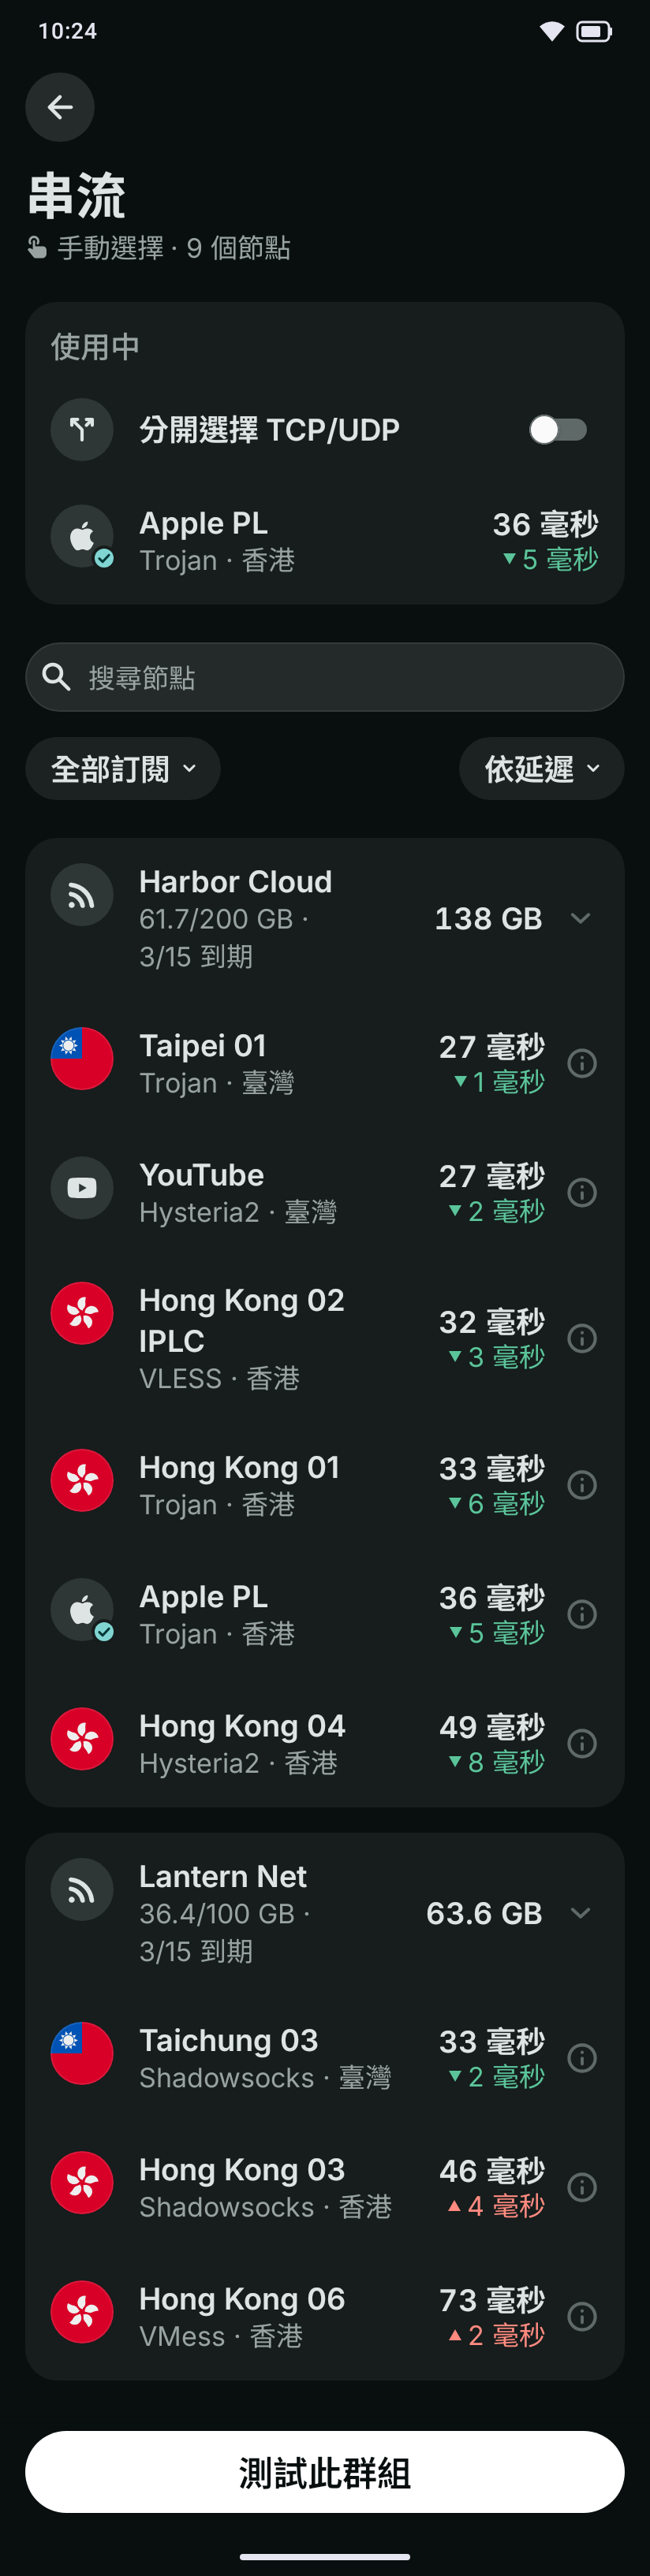 10:24
串流
手動選擇 · 9 個節點
使用中
分開選擇 TCP/UDP
Apple PL
36 毫秒
Trojan · 香港
▼5 毫秒
搜尋節點
全部訂閱
依延遲
Harbor Cloud
61.7/200 GB ·
3/15 到期
138 GB
Taipei 01
27 毫秒
Trojan · 臺灣
▼1 毫秒
YouTube
27 毫秒
Hysteria2 · 臺灣
▼2 毫秒
Hong Kong 02
IPLC
32 毫秒
VLESS · 香港
▼3 毫秒
Hong Kong 01
33 毫秒
Trojan · 香港
▼6 毫秒
Apple PL
36 毫秒
Trojan · 香港
▼5 毫秒
Hong Kong 04
49 毫秒
Hysteria2 · 香港
▼8 毫秒
Lantern Net
36.4/100 GB ·
3/15 到期
63.6 GB
Taichung 03
33 毫秒
Shadowsocks · 臺灣
▼2 毫秒
Hong Kong 03
46 毫秒
Shadowsocks · 香港
▲4 毫秒
Hong Kong 06
73 毫秒
VMess · 香港
▲2 毫秒
測試此群組